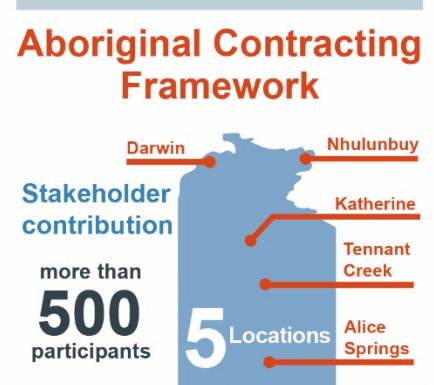 Aboriginal Contracting
Framework
Darwin
Nhulunbuy
Stakeholder
contribution
Katherine
more than
500
participants
Tennant
Creek
5 Locations
Alice
Springs